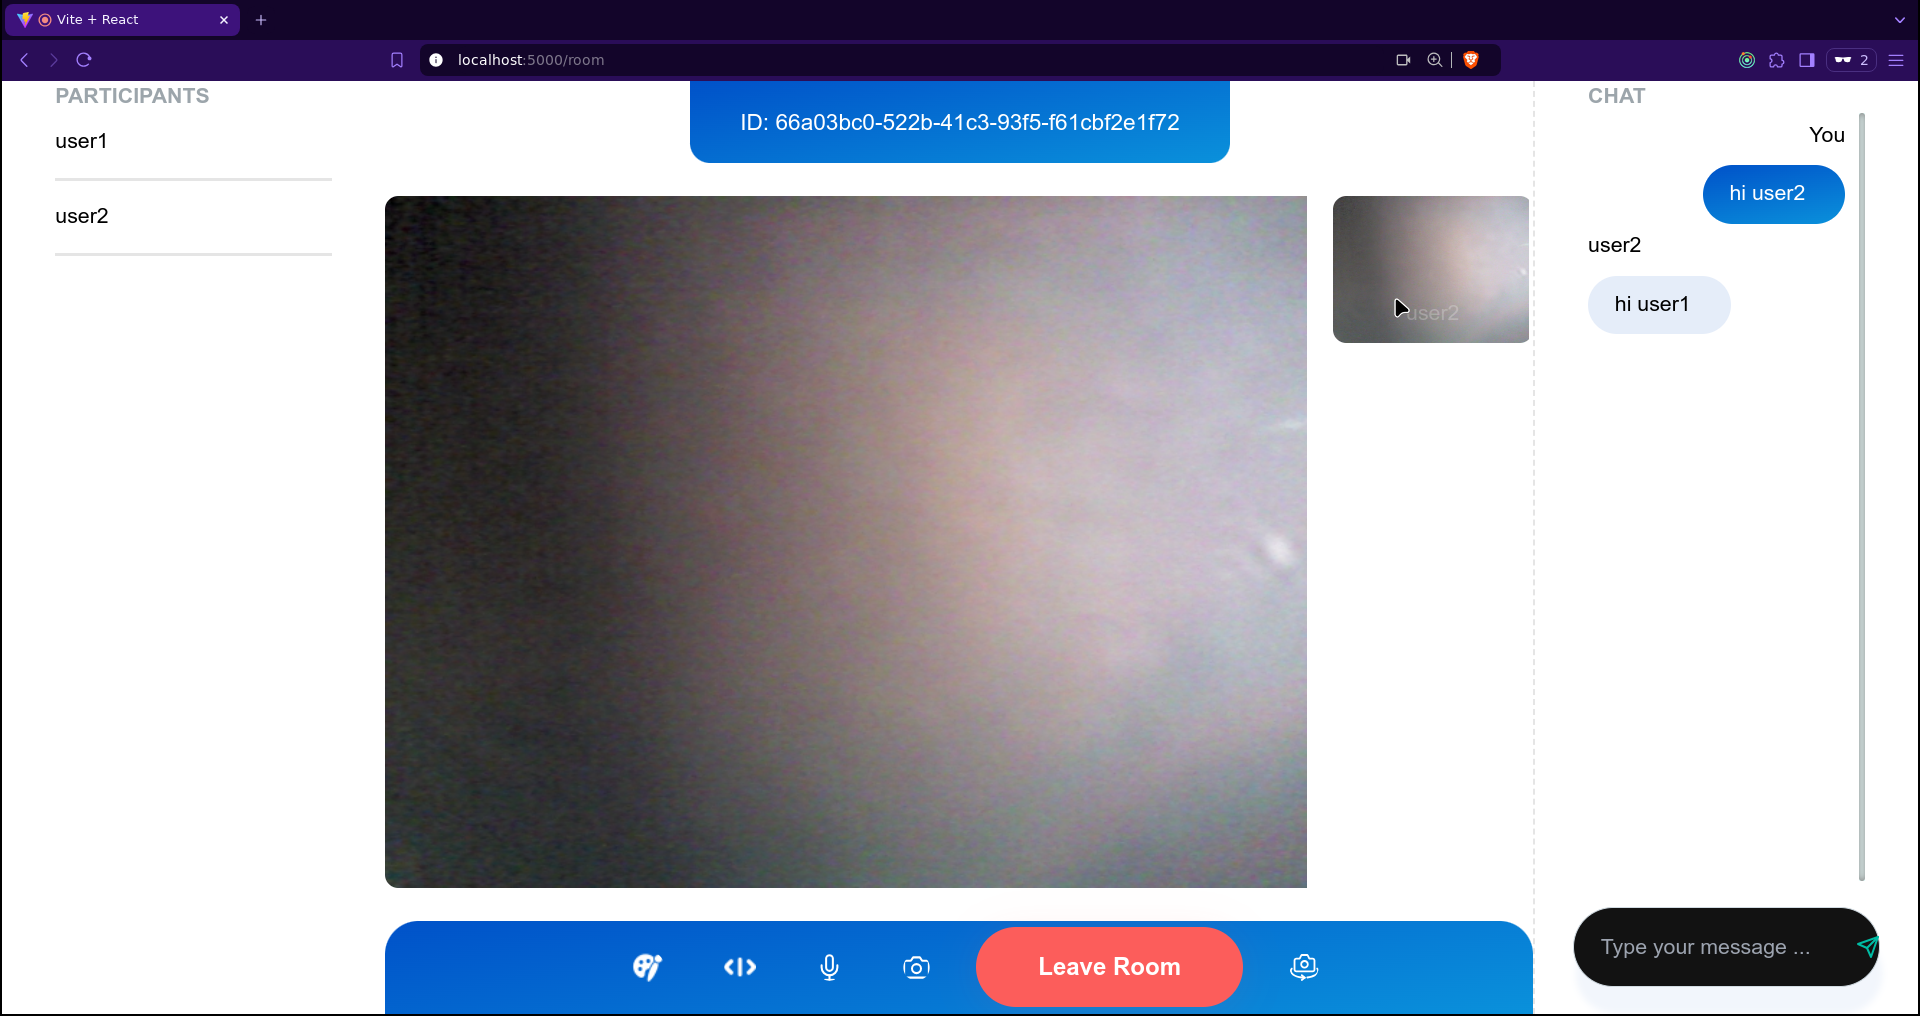 Vite + React
localhost:5000/room
2
PARTICIPANTS
user1
user2
ID: 66a03bc0-522b-41c3-93f5-f61cbf2e1f72
user2
Leave Room
CHAT
You
hi user2
user2
hi user1
Type your message ...